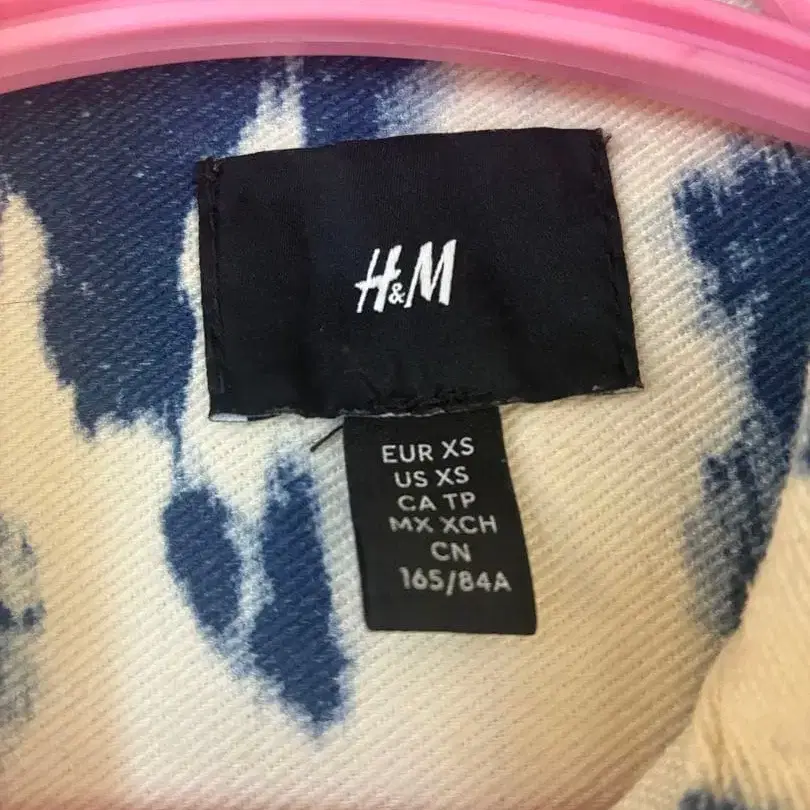 H&M
EUR XS
US XS
CA TP
MX XCH
CN
165/84A